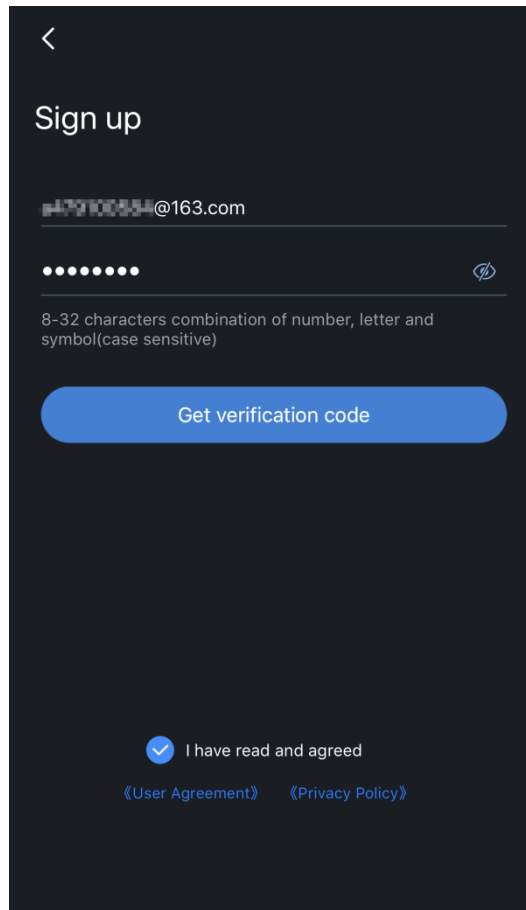 Sign up
@163.com
8-32 characters combination of number, letter and
symbol(case sensitive)
Get verification code
I have read and agreed
《User Agreement》 《Privacy Policy》